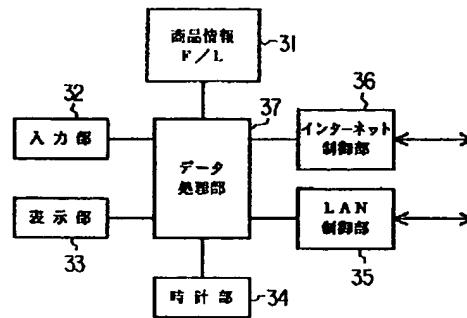 商品情報
F/L
31
32
入力部
37
データ
処理部
36
インターネット
制御部
表示部
33
LAN
制御部
35
時計部
34